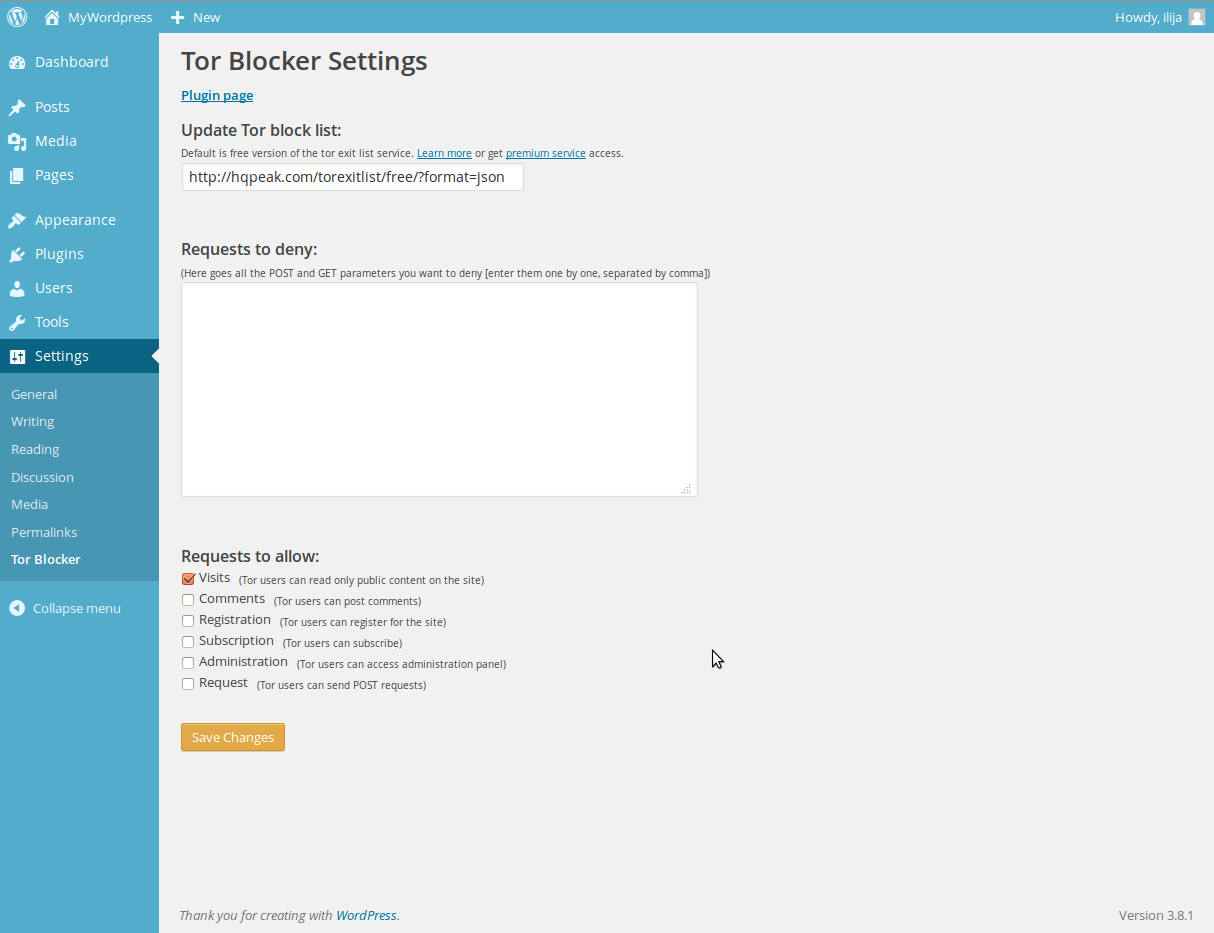 MyWordpress New Howdy, ilija
Dashboard
Posts
Media
Pages
Appearance
Plugins
Users
Tools
Settings
General
Writing
Reading
Discussion
Media
Permalinks
Tor Blocker
Collapse menu
Tor Blocker Settings
Plugin page
Update Tor block list:
Default is free version of the tor exit list service. Learn more or get premium service access.
http://hqpeak.com/torexitlist/free/?format=json
Requests to deny:
(Here goes all the POST and GET parameters you want to deny [enter them one by one, separated by comma])
Requests to allow:
Visits (Tor users can read only public content on the site)
Comments (Tor users can post comments)
Registration (Tor users can register for the site)
Subscription (Tor users can subscribe)
Administration (Tor users can access administration panel)
Request (Tor users can send POST requests)
Save Changes
Thank you for creating with WordPress. Version 3.8.1